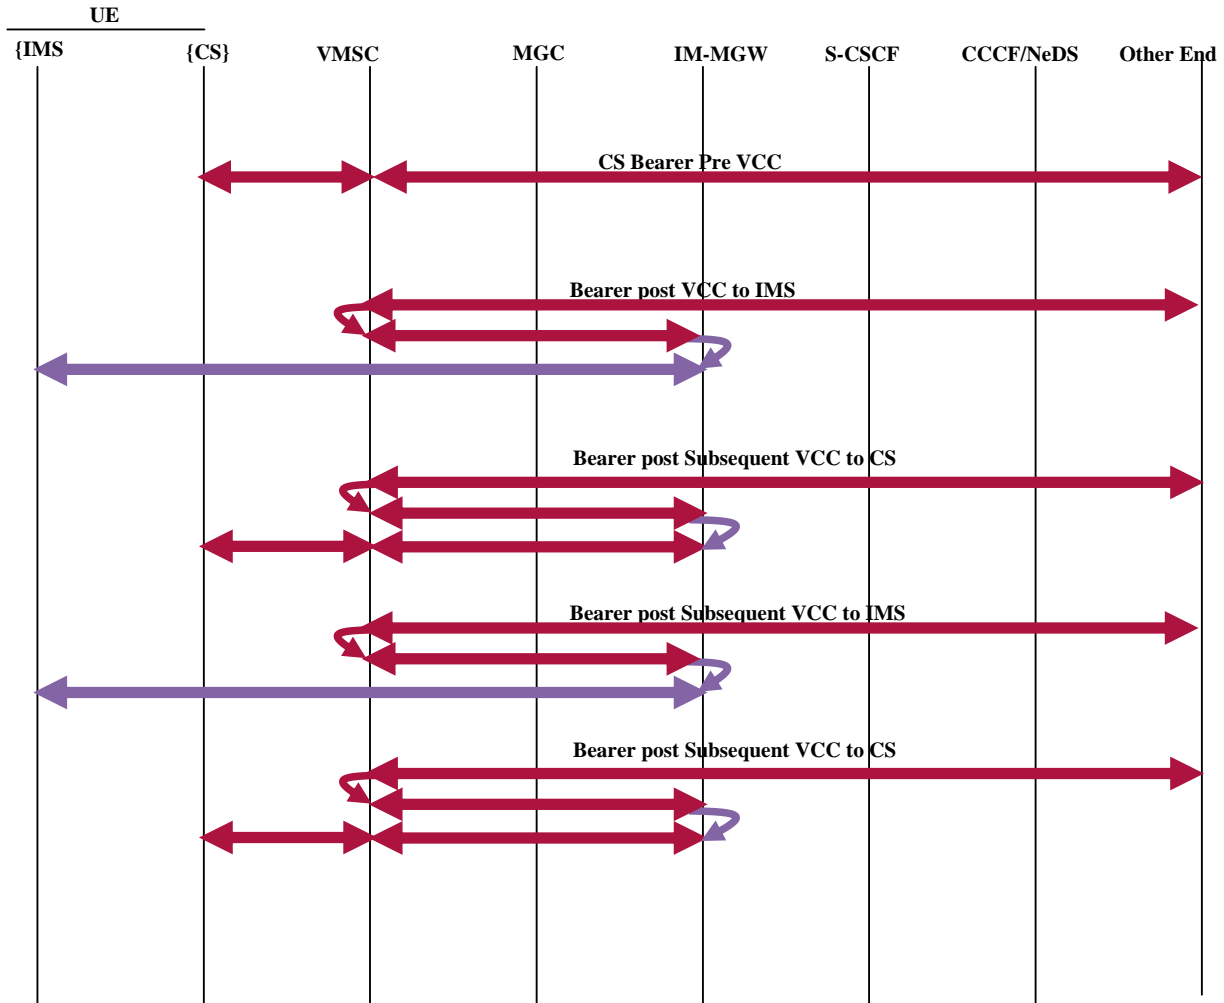 UE
{IMS {CS} VMSC MGC IM-MGW S-CSCF CCCF/NeDS Other End
CS Bearer Pre VCC
Bearer post VCC to IMS
Bearer post Subsequent VCC to CS
Bearer post Subsequent VCC to IMS
Bearer post Subsequent VCC to CS